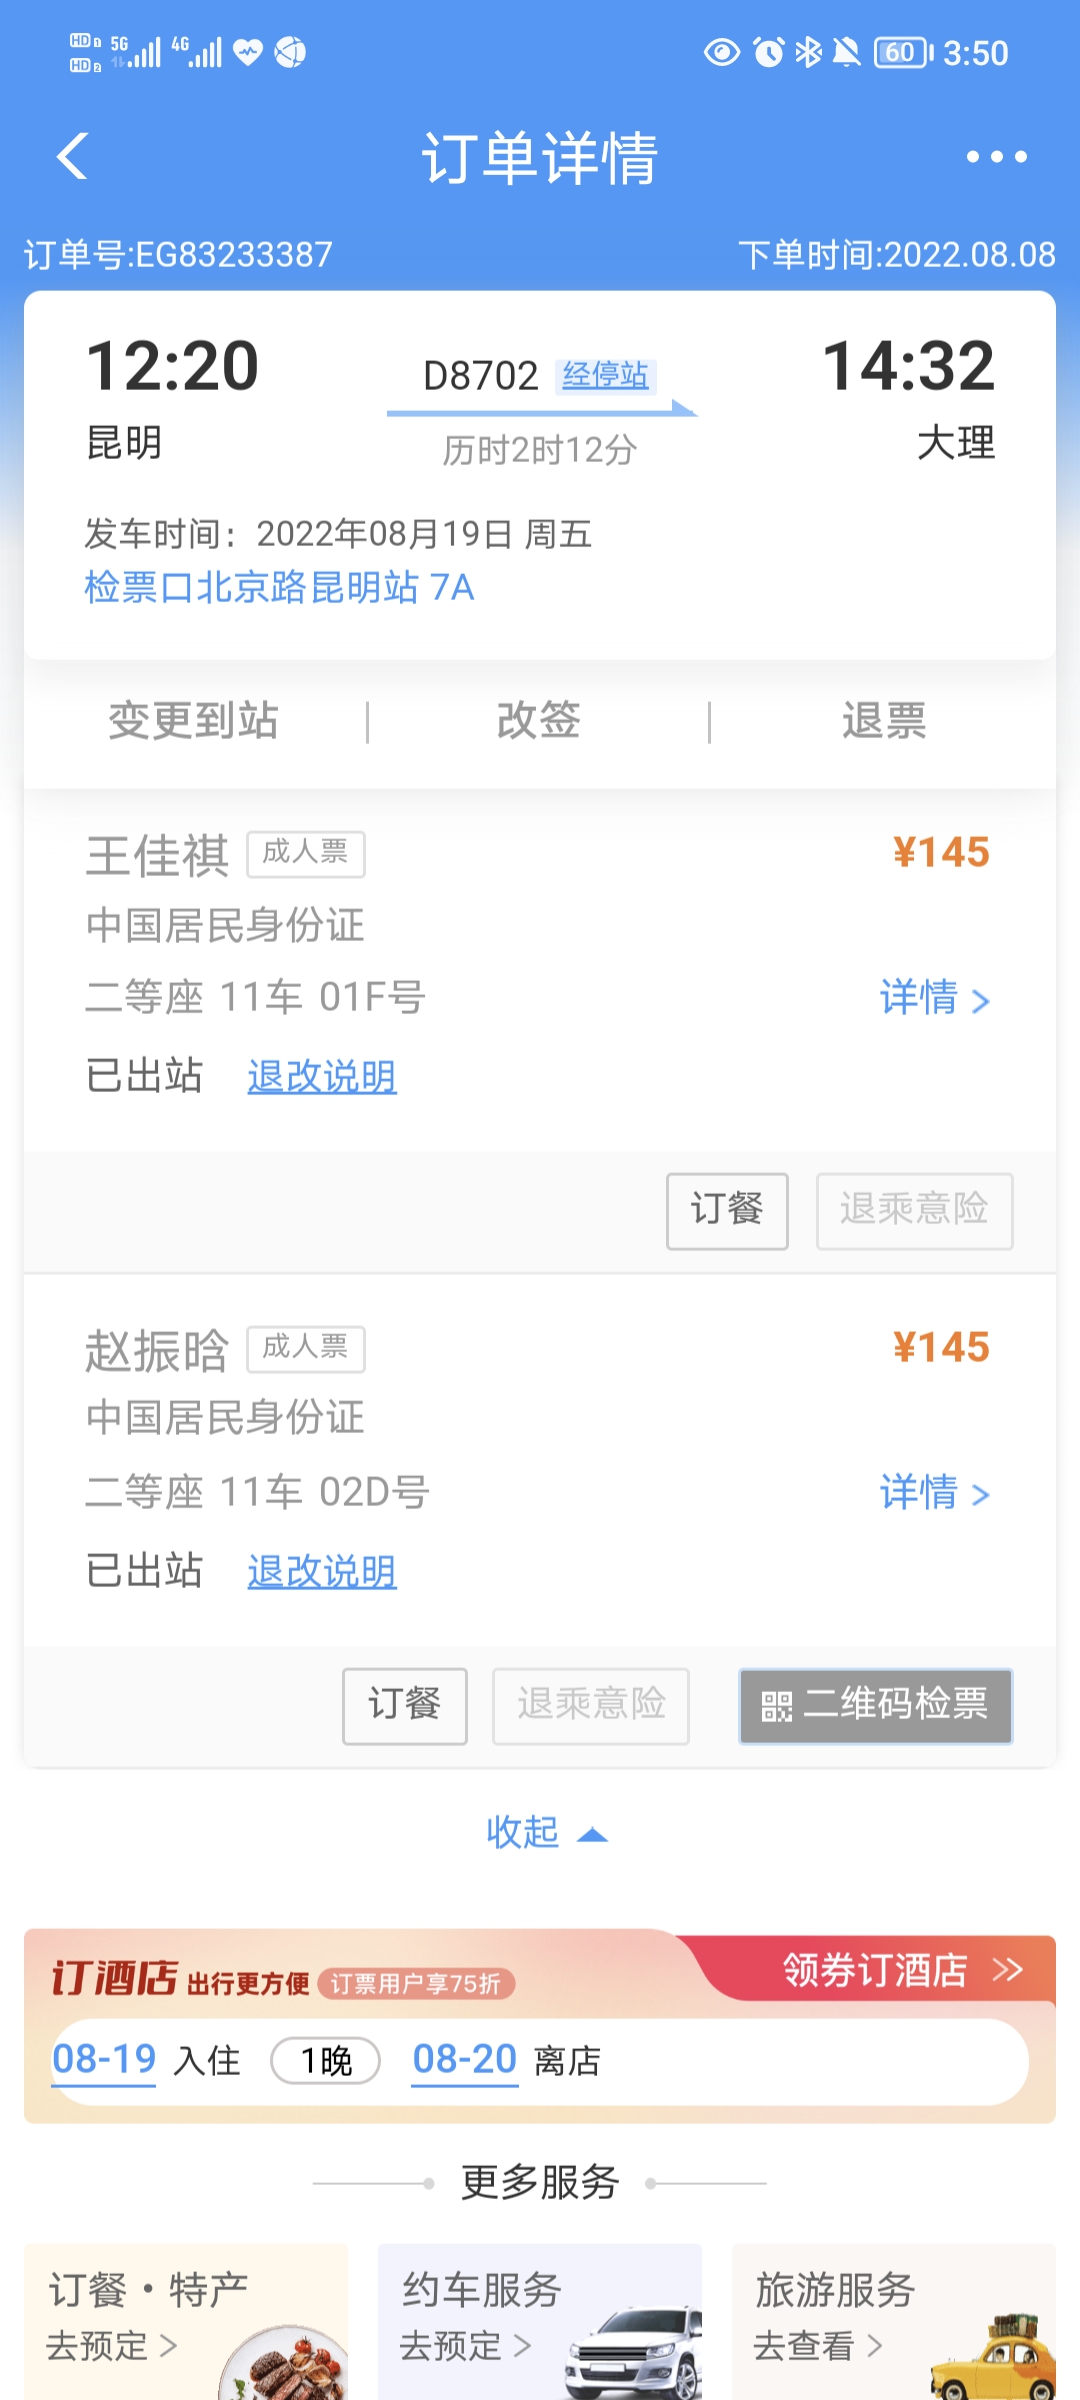 HD 1 5G 4G 60 3:50
HD 2
订单详情
订单号:EG83233387 下单时间:2022.08.08
12:20 D8702 经停站 14:32
昆明 历时2时12分 大理
发车时间：2022年08月19日 周五
检票口北京路昆明站 7A
变更到站 改签 退票
王佳祺 成人票 ¥145
中国居民身份证
二等座 11车 01F号 详情
已出站 退改说明
订餐 退乘意险
赵振晗 成人票 ¥145
中国居民身份证
二等座 11车 02D号 详情
已出站 退改说明
订餐 退乘意险 二维码检票
收起
订酒店 出行更方便 订票用户享75折 领券订酒店
08-19 入住 1晚 08-20 离店
更多服务
订餐·特产 约车服务 旅游服务
去预定 去预定 去查看